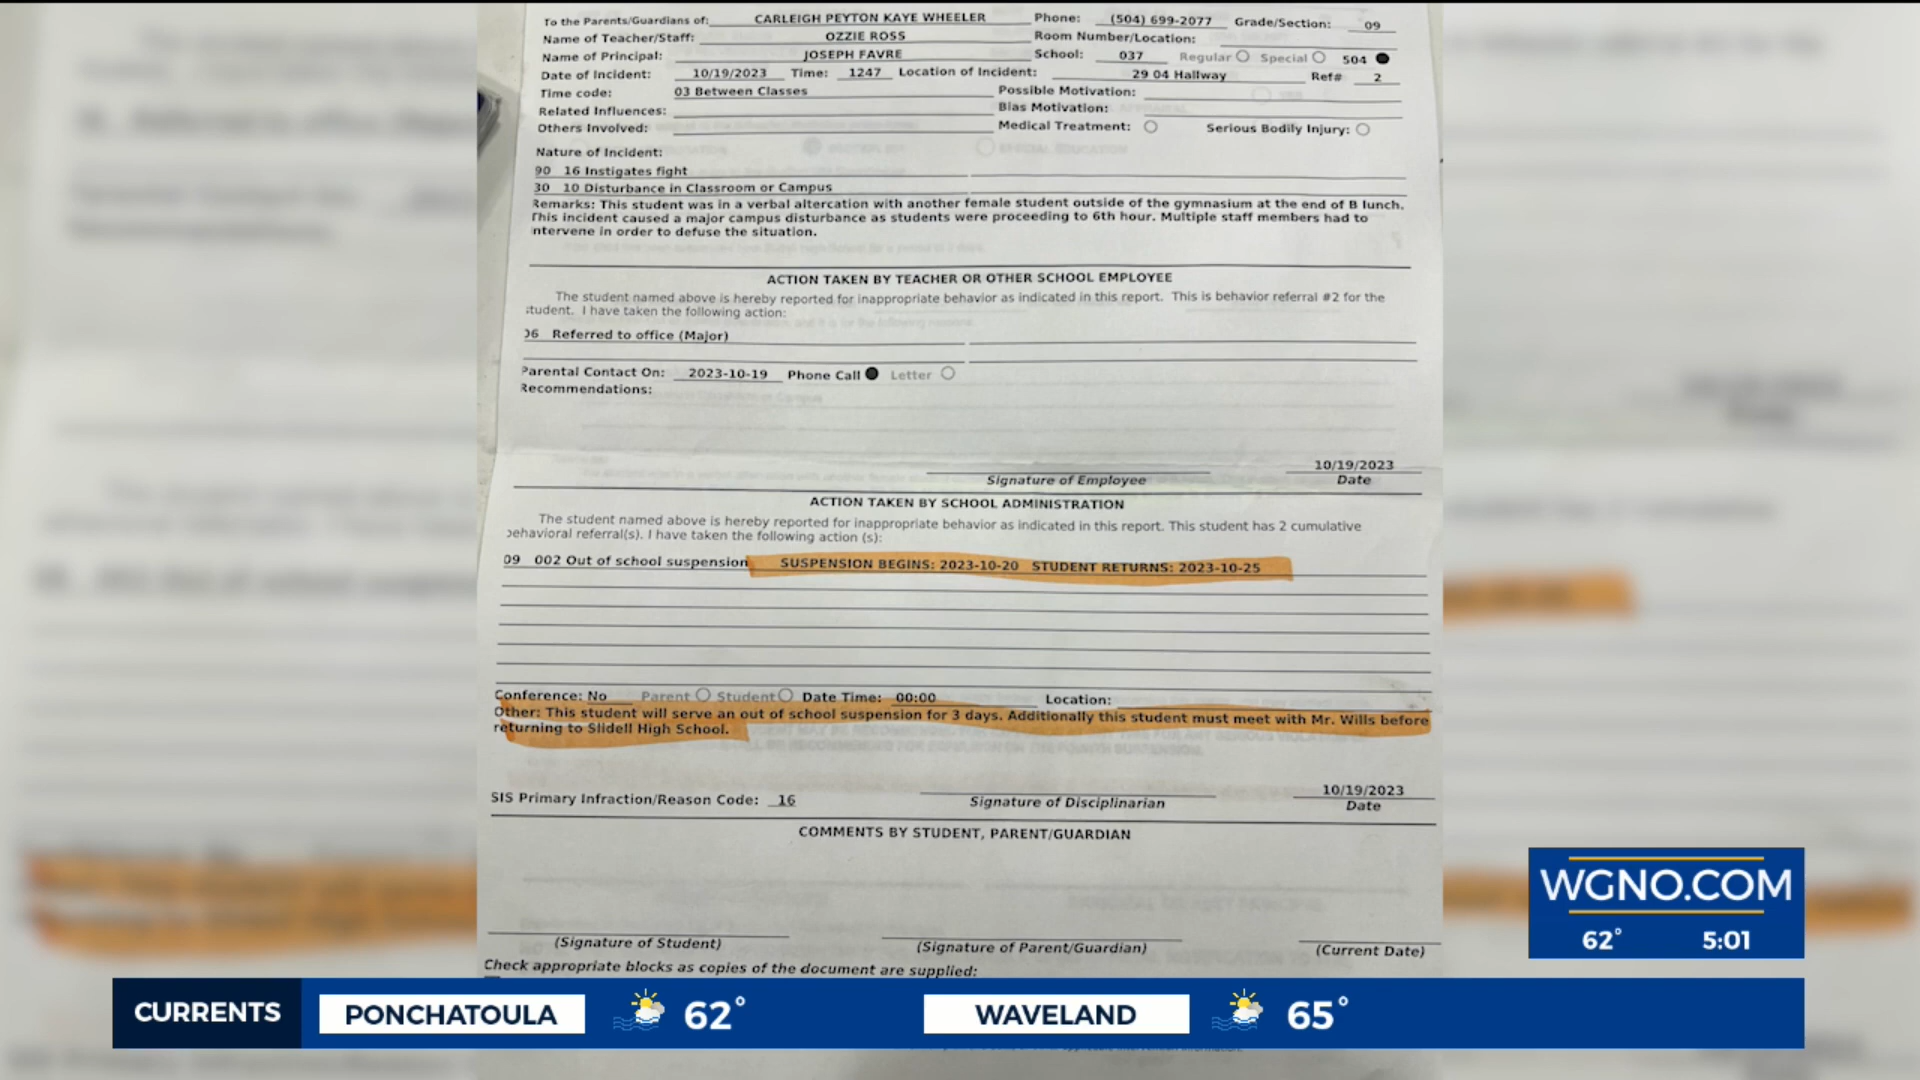 To the Parents/Guardians of: CARLEIGH PEYTON KAYE WHEELER Phone: (504) 699-2077 Grade/Section: 09
Name of Teacher/Staff: OZZIE ROSS Room Number/Location:
Name of Principal: JOSEPH FAVRE School: 037 Regular Special 504
Date of Incident: 10/19/2023 Time: 1247 Location of Incident: 29 04 Hallway Ref# 2
Time code: 03 Between Classes Possible Motivation:
Related Influences: Bias Motivation:
Others Involved: Medical Treatment: Serious Bodily Injury:
Nature of Incident:
90 16 Instigates fight
30 10 Disturbance in Classroom or Campus
Remarks: This student was in a verbal altercation with another female student outside of the gymnasium at the end of B lunch.
This incident caused a major campus disturbance as students were proceeding to 6th hour. Multiple staff members had to
ntervene in order to defuse the situation.
ACTION TAKEN BY TEACHER OR OTHER SCHOOL EMPLOYEE
The student named above is hereby reported for inappropriate behavior as indicated in this report. This is behavior referral #2 for the
student. I have taken the following action:
06 Referred to office (Major)
Parental Contact On: 2023-10-19 Phone Call Letter
Recommendations:
10/19/2023
Signature of Employee Date
ACTION TAKEN BY SCHOOL ADMINISTRATION
The student named above is hereby reported for inappropriate behavior as indicated in this report. This student has 2 cumulative
behavioral referral(s). I have taken the following action (s):
09 002 Out of school suspension SUSPENSION BEGINS: 2023-10-20 STUDENT RETURNS: 2023-10-25
Conference: No Parent Student Date Time: 00:00 Location:
Other: This student will serve an out of school suspension for 3 days. Additionally this student must meet with Mr. Wills before
returning to Slidell High School.
10/19/2023
SIS Primary Infraction/Reason Code: 16 Signature of Disciplinarian Date
COMMENTS BY STUDENT, PARENT/GUARDIAN
(Signature of Student) (Signature of Parent/Guardian) (Current Date)
Check appropriate blocks as copies of the document are supplied:
WGNO.COM
62° 5:01
CURRENTS PONCHATOULA 62° WAVELAND 65°